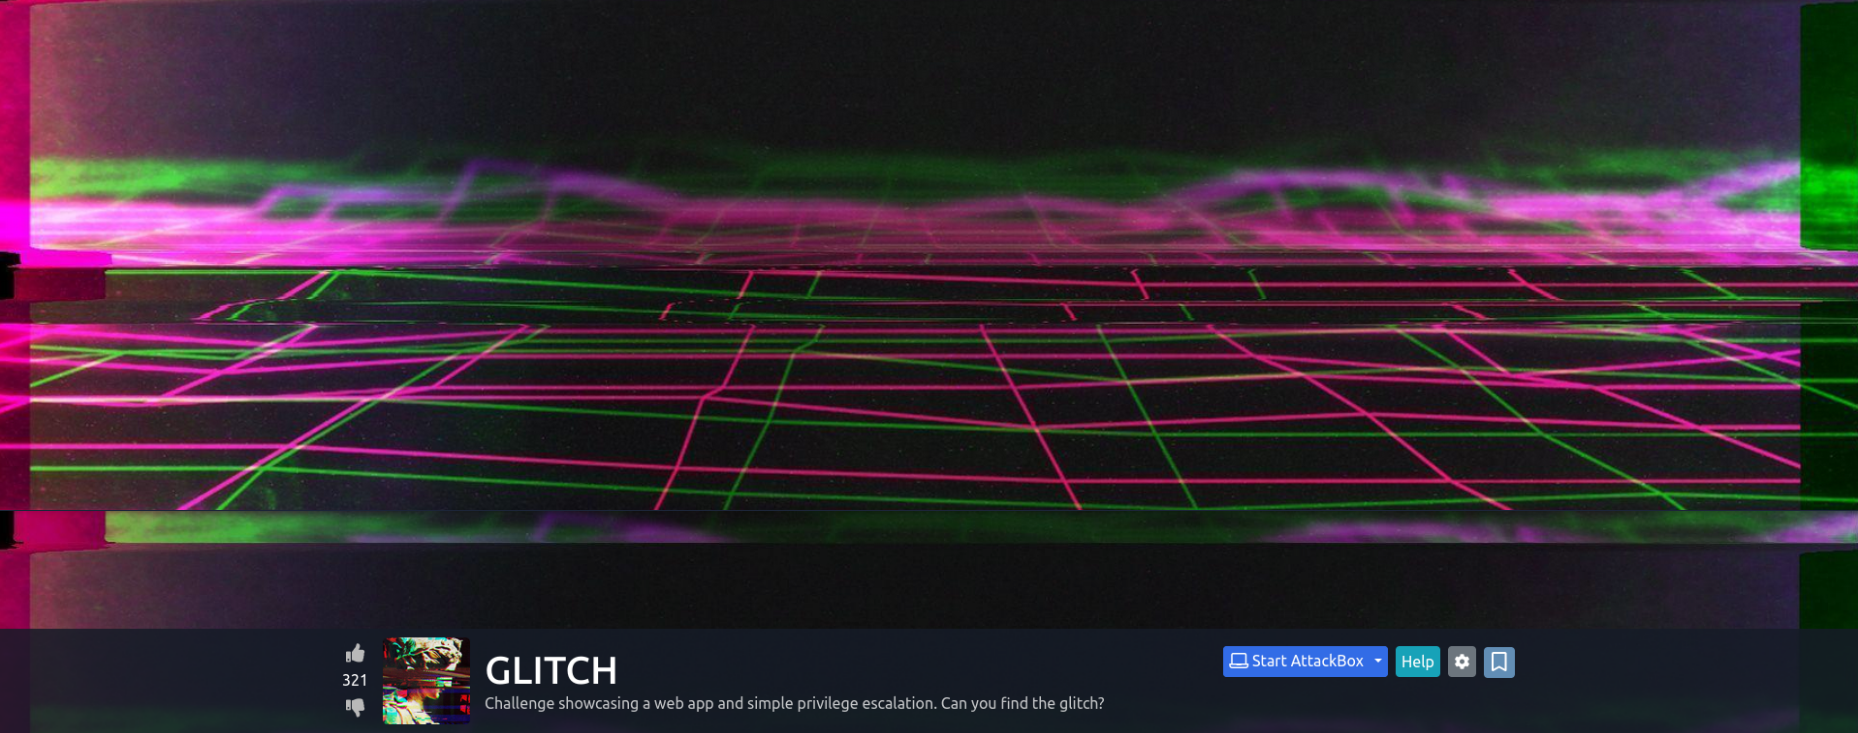 321
GLITCH
Challenge showcasing a web app and simple privilege escalation. Can you find the glitch?
Start AttackBox
Help